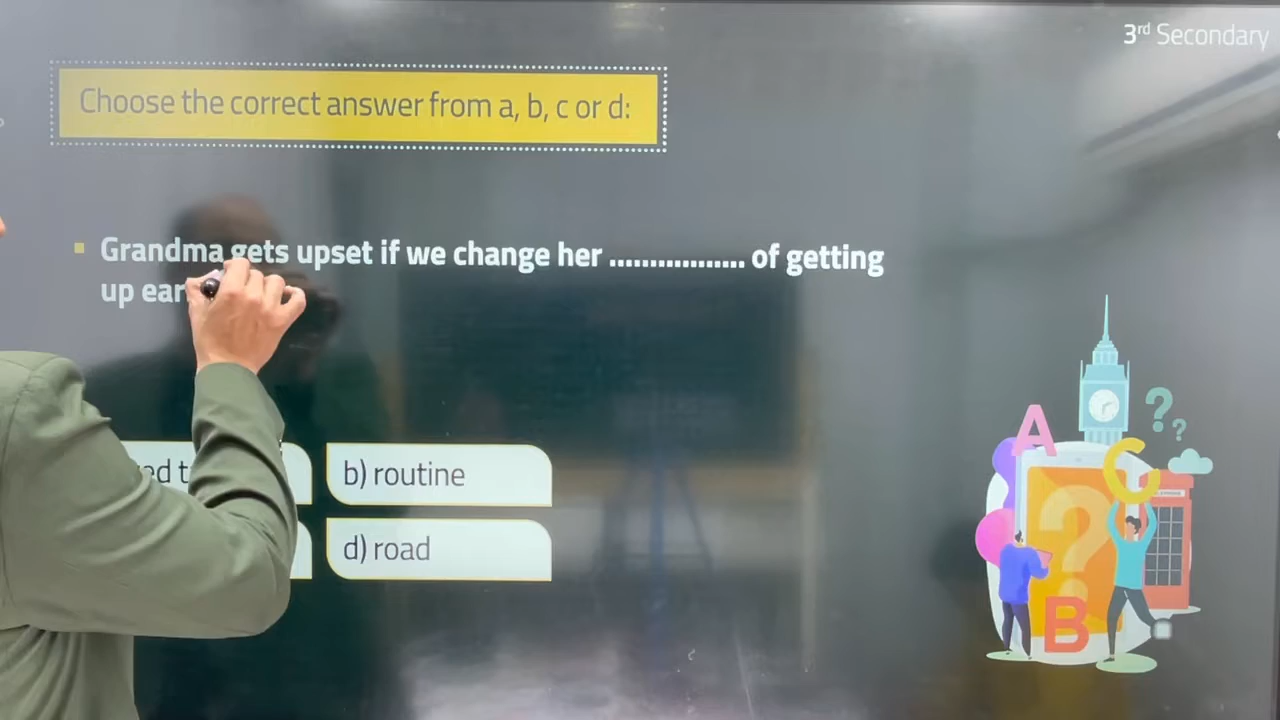 3rd Secondary
Choose the correct answer from a, b, c or d:
Grandma gets upset if we change her ................. of getting
up
b) routine
d) road
A
C
B